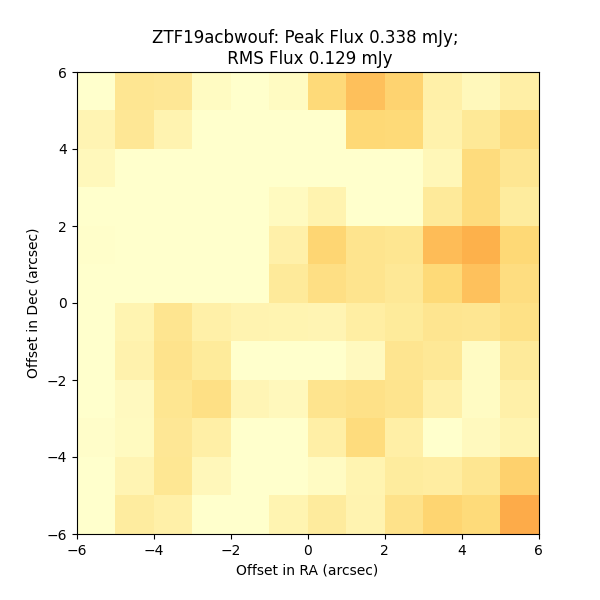 ZTF19acbwouf: Peak Flux 0.338 mJy;
RMS Flux 0.129 mJy
6
4
2
0
−2
−4
−6
Offset in Dec (arcsec)
−6 −4 −2 0 2 4 6
Offset in RA (arcsec)